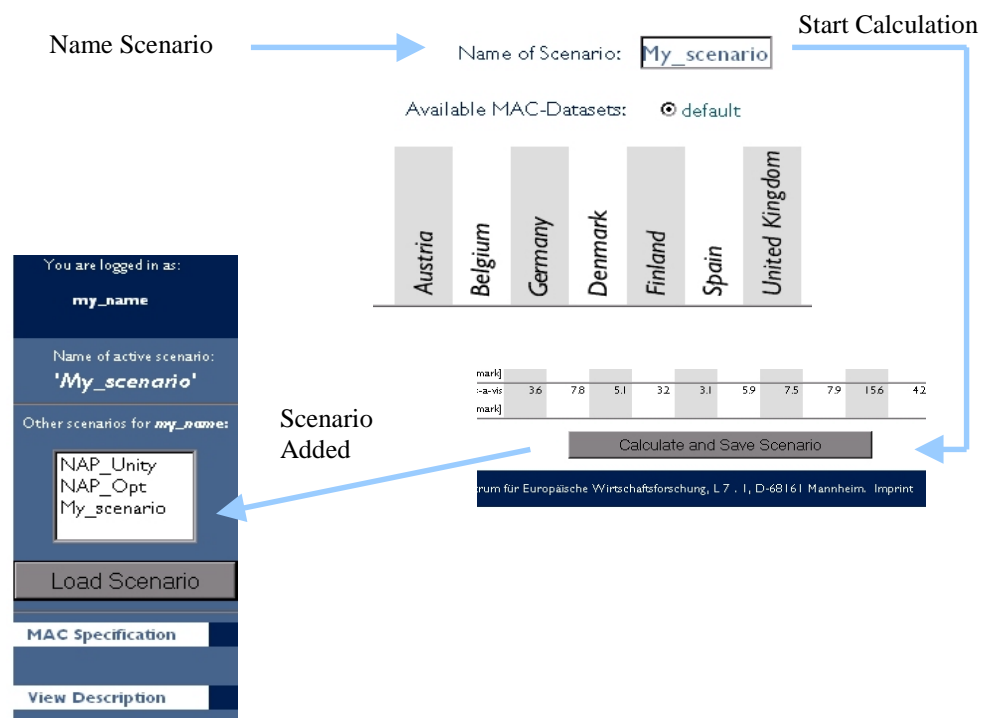 Name Scenario
Start Calculation
Name of Scenario: My_scenario
Available MAC-Datasets: default
Austria Belgium Germany Denmark Finland Spain United Kingdom
You are logged in as:
my_name
Name of active scenario:
'My_scenario'
Other scenarios for my_name:
NAP_Unity
NAP_Opt
My_scenario
Load Scenario
MAC Specification
View Description
Scenario
Added
mark]
-a-vis 3.6 7.8 5.1 3.2 3.1 5.9 7.5 7.9 15.6 4.2
mark]
Calculate and Save Scenario
trum für Europäische Wirtschaftsforschung, L 7 . 1, D-68161 Mannheim. Imprint